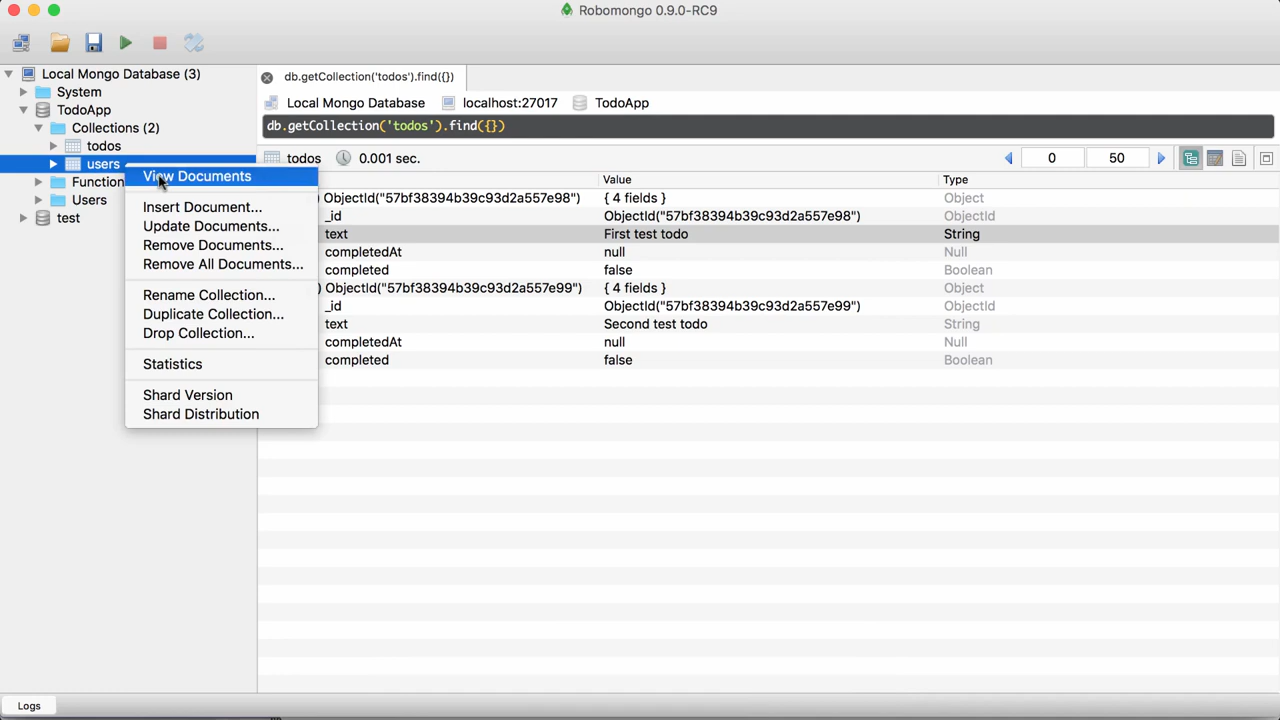 Robomongo 0.9.0-RC9
Local Mongo Database (3)
System
TodoApp
Collections (2)
todos
users
Function
Users
test
View Documents
Insert Document...
Update Documents...
Remove Documents...
Remove All Documents...
Rename Collection...
Duplicate Collection...
Drop Collection...
Statistics
Shard Version
Shard Distribution
db.getCollection('todos').find({})
Local Mongo Database localhost:27017 TodoApp
db.getCollection('todos').find({})
todos 0.001 sec. 0 50
Value Type
) ObjectId("57bf38394b39c93d2a557e98") { 4 fields } Object
_id ObjectId("57bf38394b39c93d2a557e98") ObjectId
text First test todo String
completedAt null Null
completed false Boolean
) ObjectId("57bf38394b39c93d2a557e99") { 4 fields } Object
_id ObjectId("57bf38394b39c93d2a557e99") ObjectId
text Second test todo String
completedAt null Null
completed false Boolean
Logs